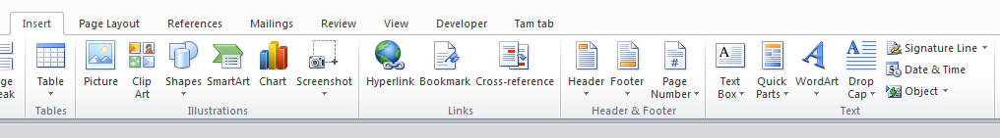 Insert Page Layout References Mailings Review View Developer Tam tab
Table Picture Clip Art Shapes SmartArt Chart Screenshot Hyperlink Bookmark Cross-reference Header Footer Page Number Text Box Quick Parts WordArt Drop Cap
Signature Line
Date & Time
Object
Tables Illustrations Links Header & Footer Text